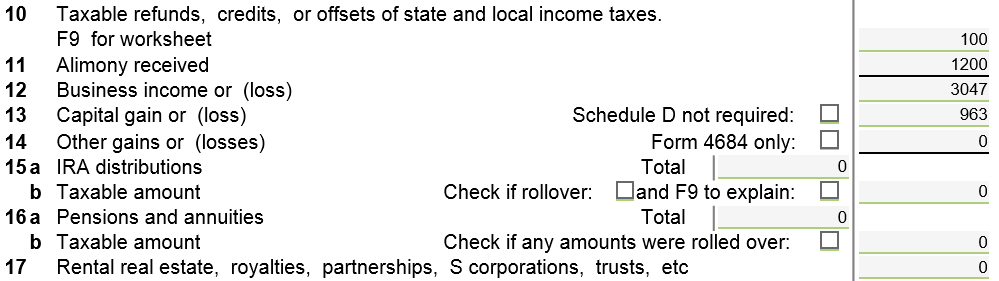 10 Taxable refunds, credits, or offsets of state and local income taxes.
F9 for worksheet 100
11 Alimony received 1200
12 Business income or (loss) 3047
13 Capital gain or (loss) Schedule D not required: 963
14 Other gains or (losses) Form 4684 only: 0
15 a IRA distributions Total 0
b Taxable amount Check if rollover: and F9 to explain: 0
16 a Pensions and annuities Total 0
b Taxable amount Check if any amounts were rolled over: 0
17 Rental real estate, royalties, partnerships, S corporations, trusts, etc 0